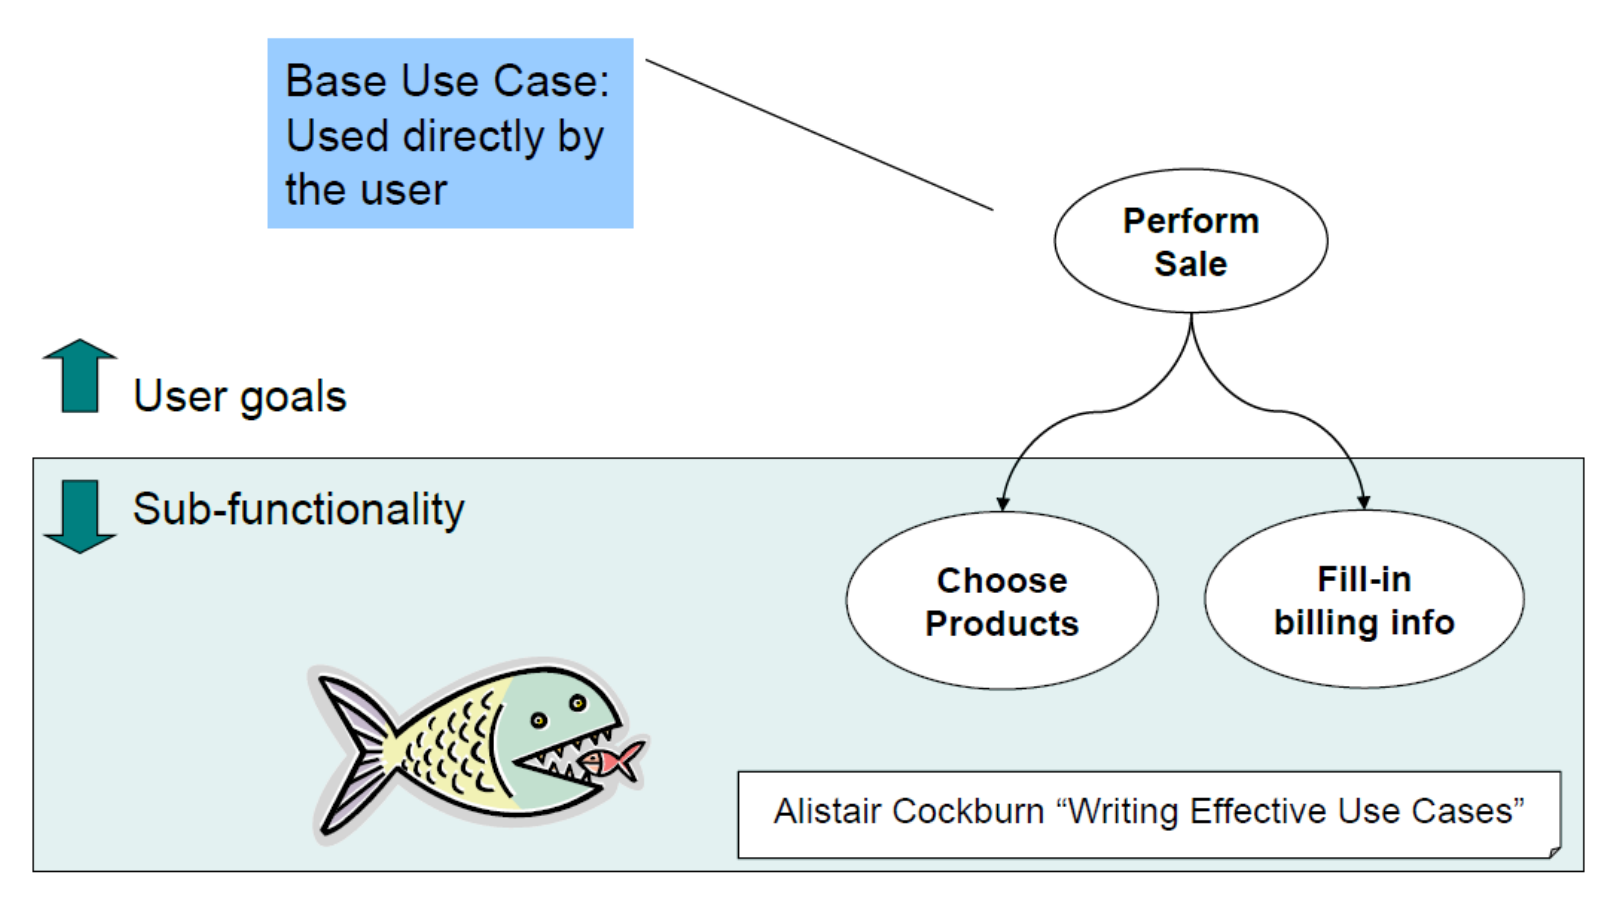 Base Use Case:
Used directly by
the user
Perform
Sale
User goals
Sub-functionality
Choose
Products
Fill-in
billing info
Alistair Cockburn “Writing Effective Use Cases”